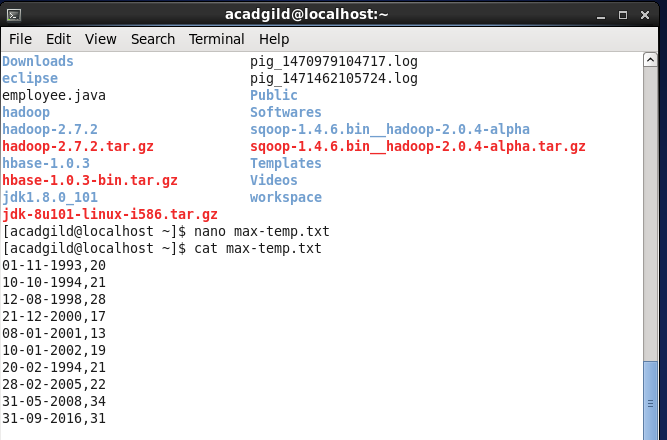 acadgild@localhost:~
File Edit View Search Terminal Help
Downloads pig_1470979104717.log
eclipse pig_1471462105724.log
employee.java Public
hadoop Softwares
hadoop-2.7.2 sqoop-1.4.6.bin__hadoop-2.0.4-alpha
hadoop-2.7.2.tar.gz sqoop-1.4.6.bin__hadoop-2.0.4-alpha.tar.gz
hbase-1.0.3 Templates
hbase-1.0.3-bin.tar.gz Videos
jdk1.8.0_101 workspace
jdk-8u101-linux-i586.tar.gz
[acadgild@localhost ~]$ nano max-temp.txt
[acadgild@localhost ~]$ cat max-temp.txt
01-11-1993,20
10-10-1994,21
12-08-1998,28
21-12-2000,17
08-01-2001,13
10-01-2002,19
20-02-1994,21
28-02-2005,22
31-05-2008,34
31-09-2016,31